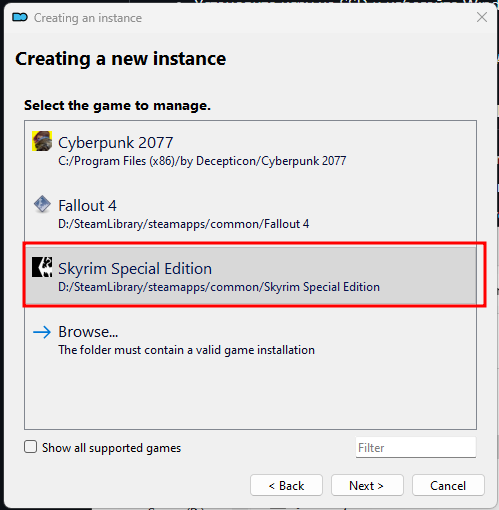 Creating an instance
Creating a new instance
Select the game to manage.
Cyberpunk 2077
C:/Program Files (x86)/by Decepticon/Cyberpunk 2077
Fallout 4
D:/SteamLibrary/steamapps/common/Fallout 4
Skyrim Special Edition
D:/SteamLibrary/steamapps/common/Skyrim Special Edition
Browse...
The folder must contain a valid game installation
Show all supported games
Filter
< Back
Next >
Cancel